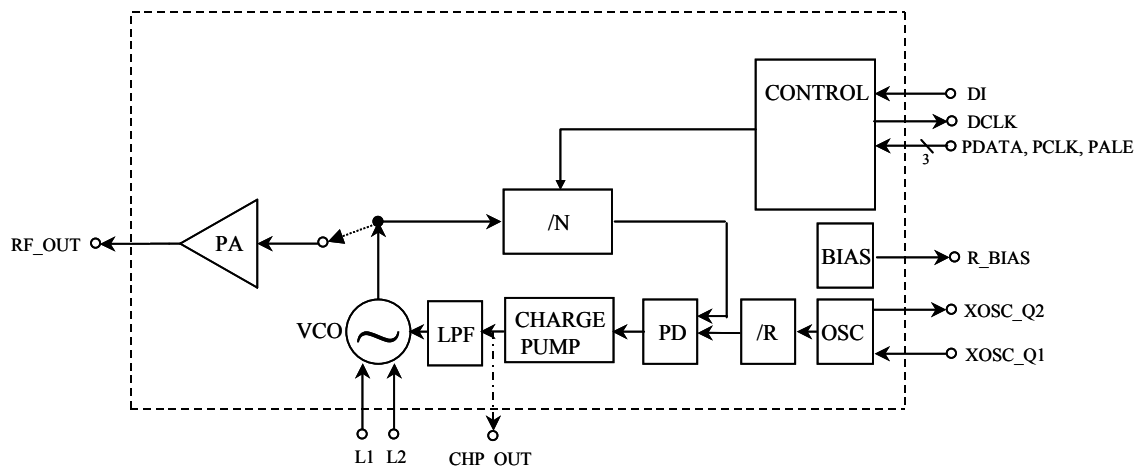 CONTROL
DI
DCLK
PDATA, PCLK, PALE
3
/N
RF_OUT
PA
BIAS
R_BIAS
XOSC_Q2
VCO
LPF
CHARGE
PUMP
PD
/R
OSC
XOSC_Q1
L1
L2
CHP_OUT